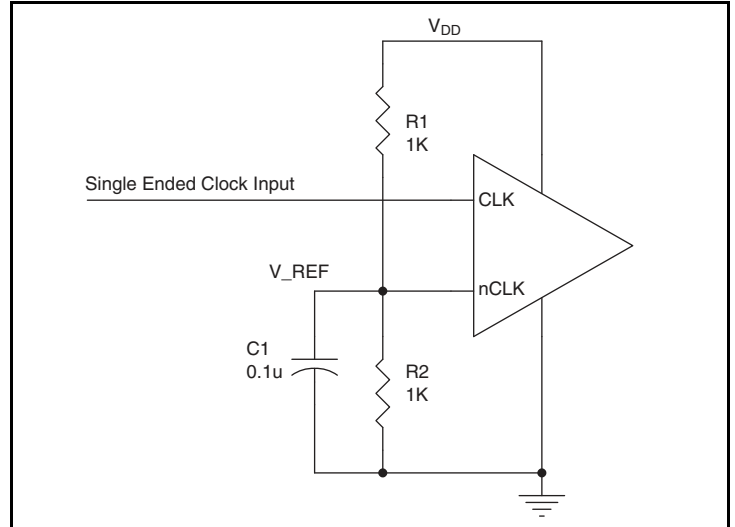 VDD
R1
1K
Single Ended Clock Input
CLK
V_REF
nCLK
C1
0.1u
R2
1K